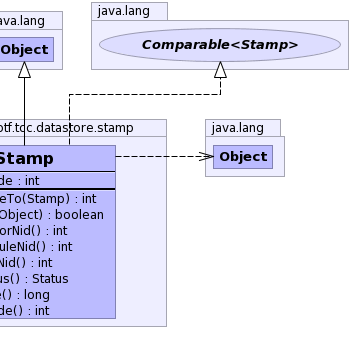 java.lang
Object
java.lang
Comparable<Stamp>
otf.tcc.datastore.stamp
Stamp
de : int
eTo(Stamp) : int
Object) : boolean
orNid() : int
uleNid() : int
Nid() : int
us() : Status
e() : long
de() : int
java.lang
Object